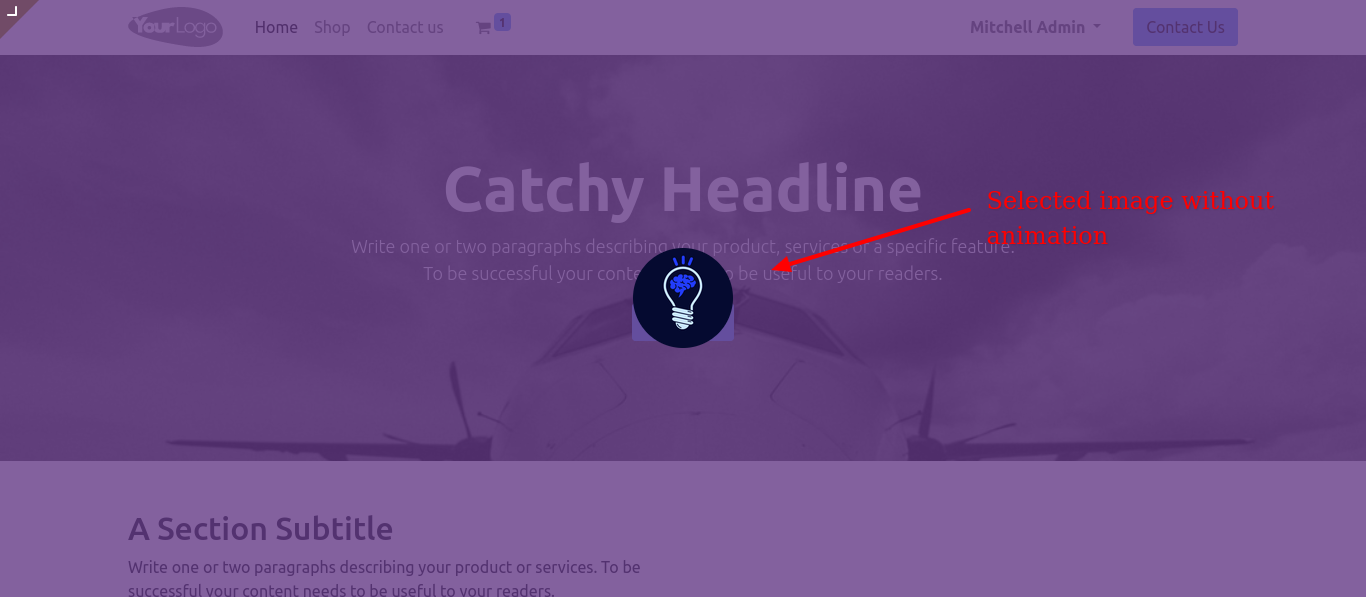 YourLogo
Home Shop Contact us 1 Mitchell Admin Contact Us
Catchy Headline
Selected image without
animation
Write one or two paragraphs describing your product, services or a specific feature.
To be successful your conte to be useful to your readers.
A Section Subtitle
Write one or two paragraphs describing your product or services. To be
successful your content needs to be useful to your readers.